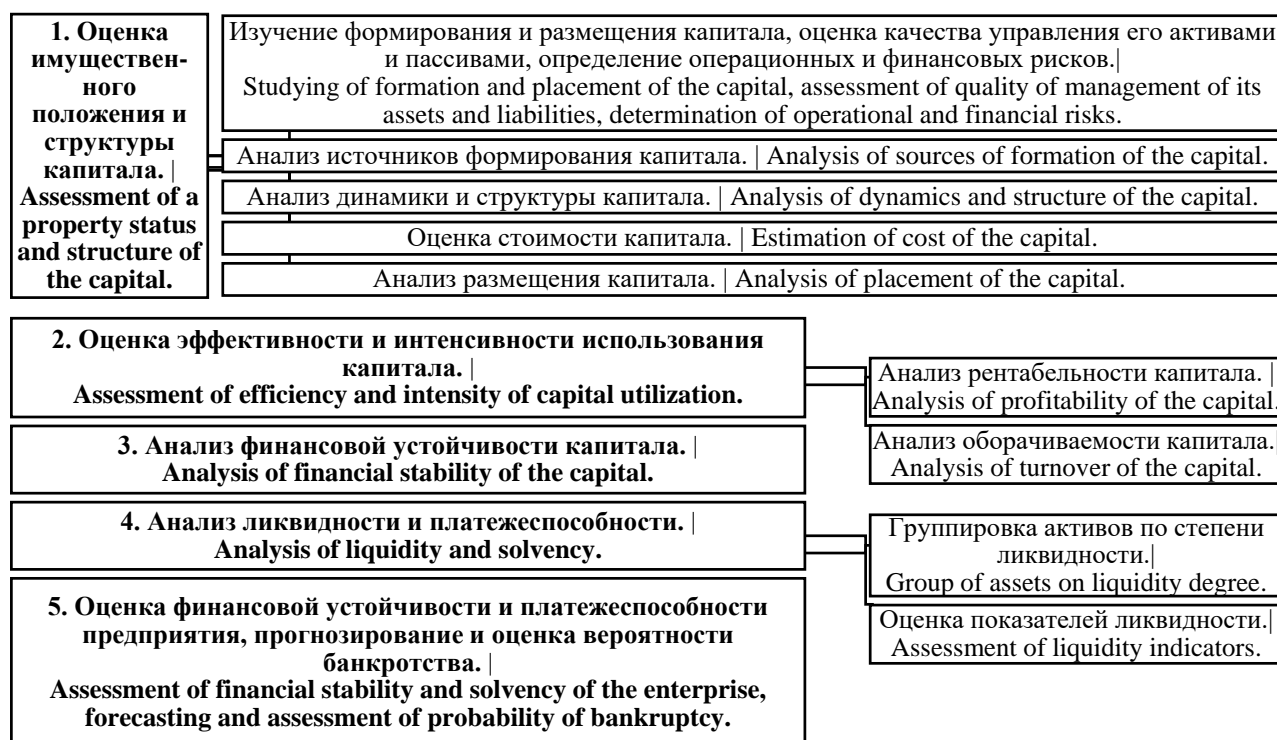 1. Оценка
имуществен-
ного
положения и
структуры
капитала. |
Assessment of a
property status
and structure of
the capital.
Изучение формирования и размещения капитала, оценка качества управления его активами
и пассивами, определение операционных и финансовых рисков.|
Studying of formation and placement of the capital, assessment of quality of management of its
assets and liabilities, determination of operational and financial risks.
Анализ источников формирования капитала. | Analysis of sources of formation of the capital.
Анализ динамики и структуры капитала. | Analysis of dynamics and structure of the capital.
Оценка стоимости капитала. | Estimation of cost of the capital.
Анализ размещения капитала. | Analysis of placement of the capital.
2. Оценка эффективности и интенсивности использования
капитала. |
Assessment of efficiency and intensity of capital utilization.
Анализ рентабельности капитала. |
Analysis of profitability of the capital.
Анализ оборачиваемости капитала.|
Analysis of turnover of the capital.
3. Анализ финансовой устойчивости капитала. |
Analysis of financial stability of the capital.
4. Анализ ликвидности и платежеспособности. |
Analysis of liquidity and solvency.
Группировка активов по степени
ликвидности.|
Group of assets on liquidity degree.
Оценка показателей ликвидности.|
Assessment of liquidity indicators.
5. Оценка финансовой устойчивости и платежеспособности
предприятия, прогнозирование и оценка вероятности
банкротства. |
Assessment of financial stability and solvency of the enterprise,
forecasting and assessment of probability of bankruptcy.